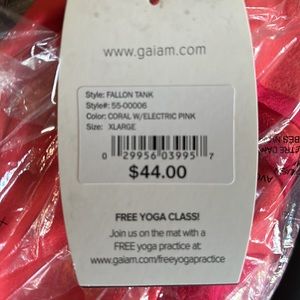 www.gaiam.com
Style: FALLON TANK
Style#: 55-00006
Color: CORAL W/ELECTRIC PINK
Size: XLARGE
0 29956 03995 7
$44.00
FREE YOGA CLASS!
Join us on the mat with a
FREE yoga practice at:
www.gaiam.com/freeyogapractice